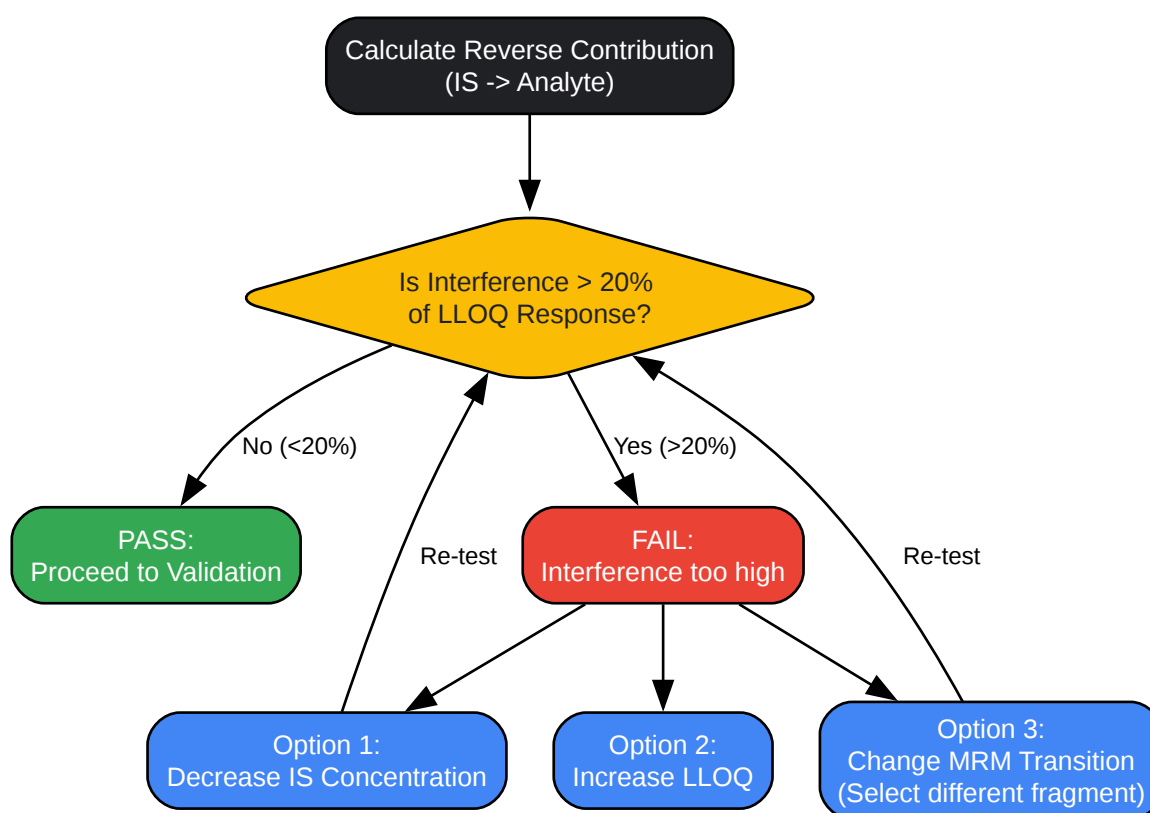 Calculate Reverse Contribution
(IS -> Analyte)
Is Interference > 20%
of LLOQ Response?
No (<20%)
Yes (>20%)
PASS:
Proceed to Validation
Re-test
FAIL:
Interference too high
Re-test
Option 1:
Decrease IS Concentration
Option 2:
Increase LLOQ
Option 3:
Change MRM Transition
(Select different fragment)